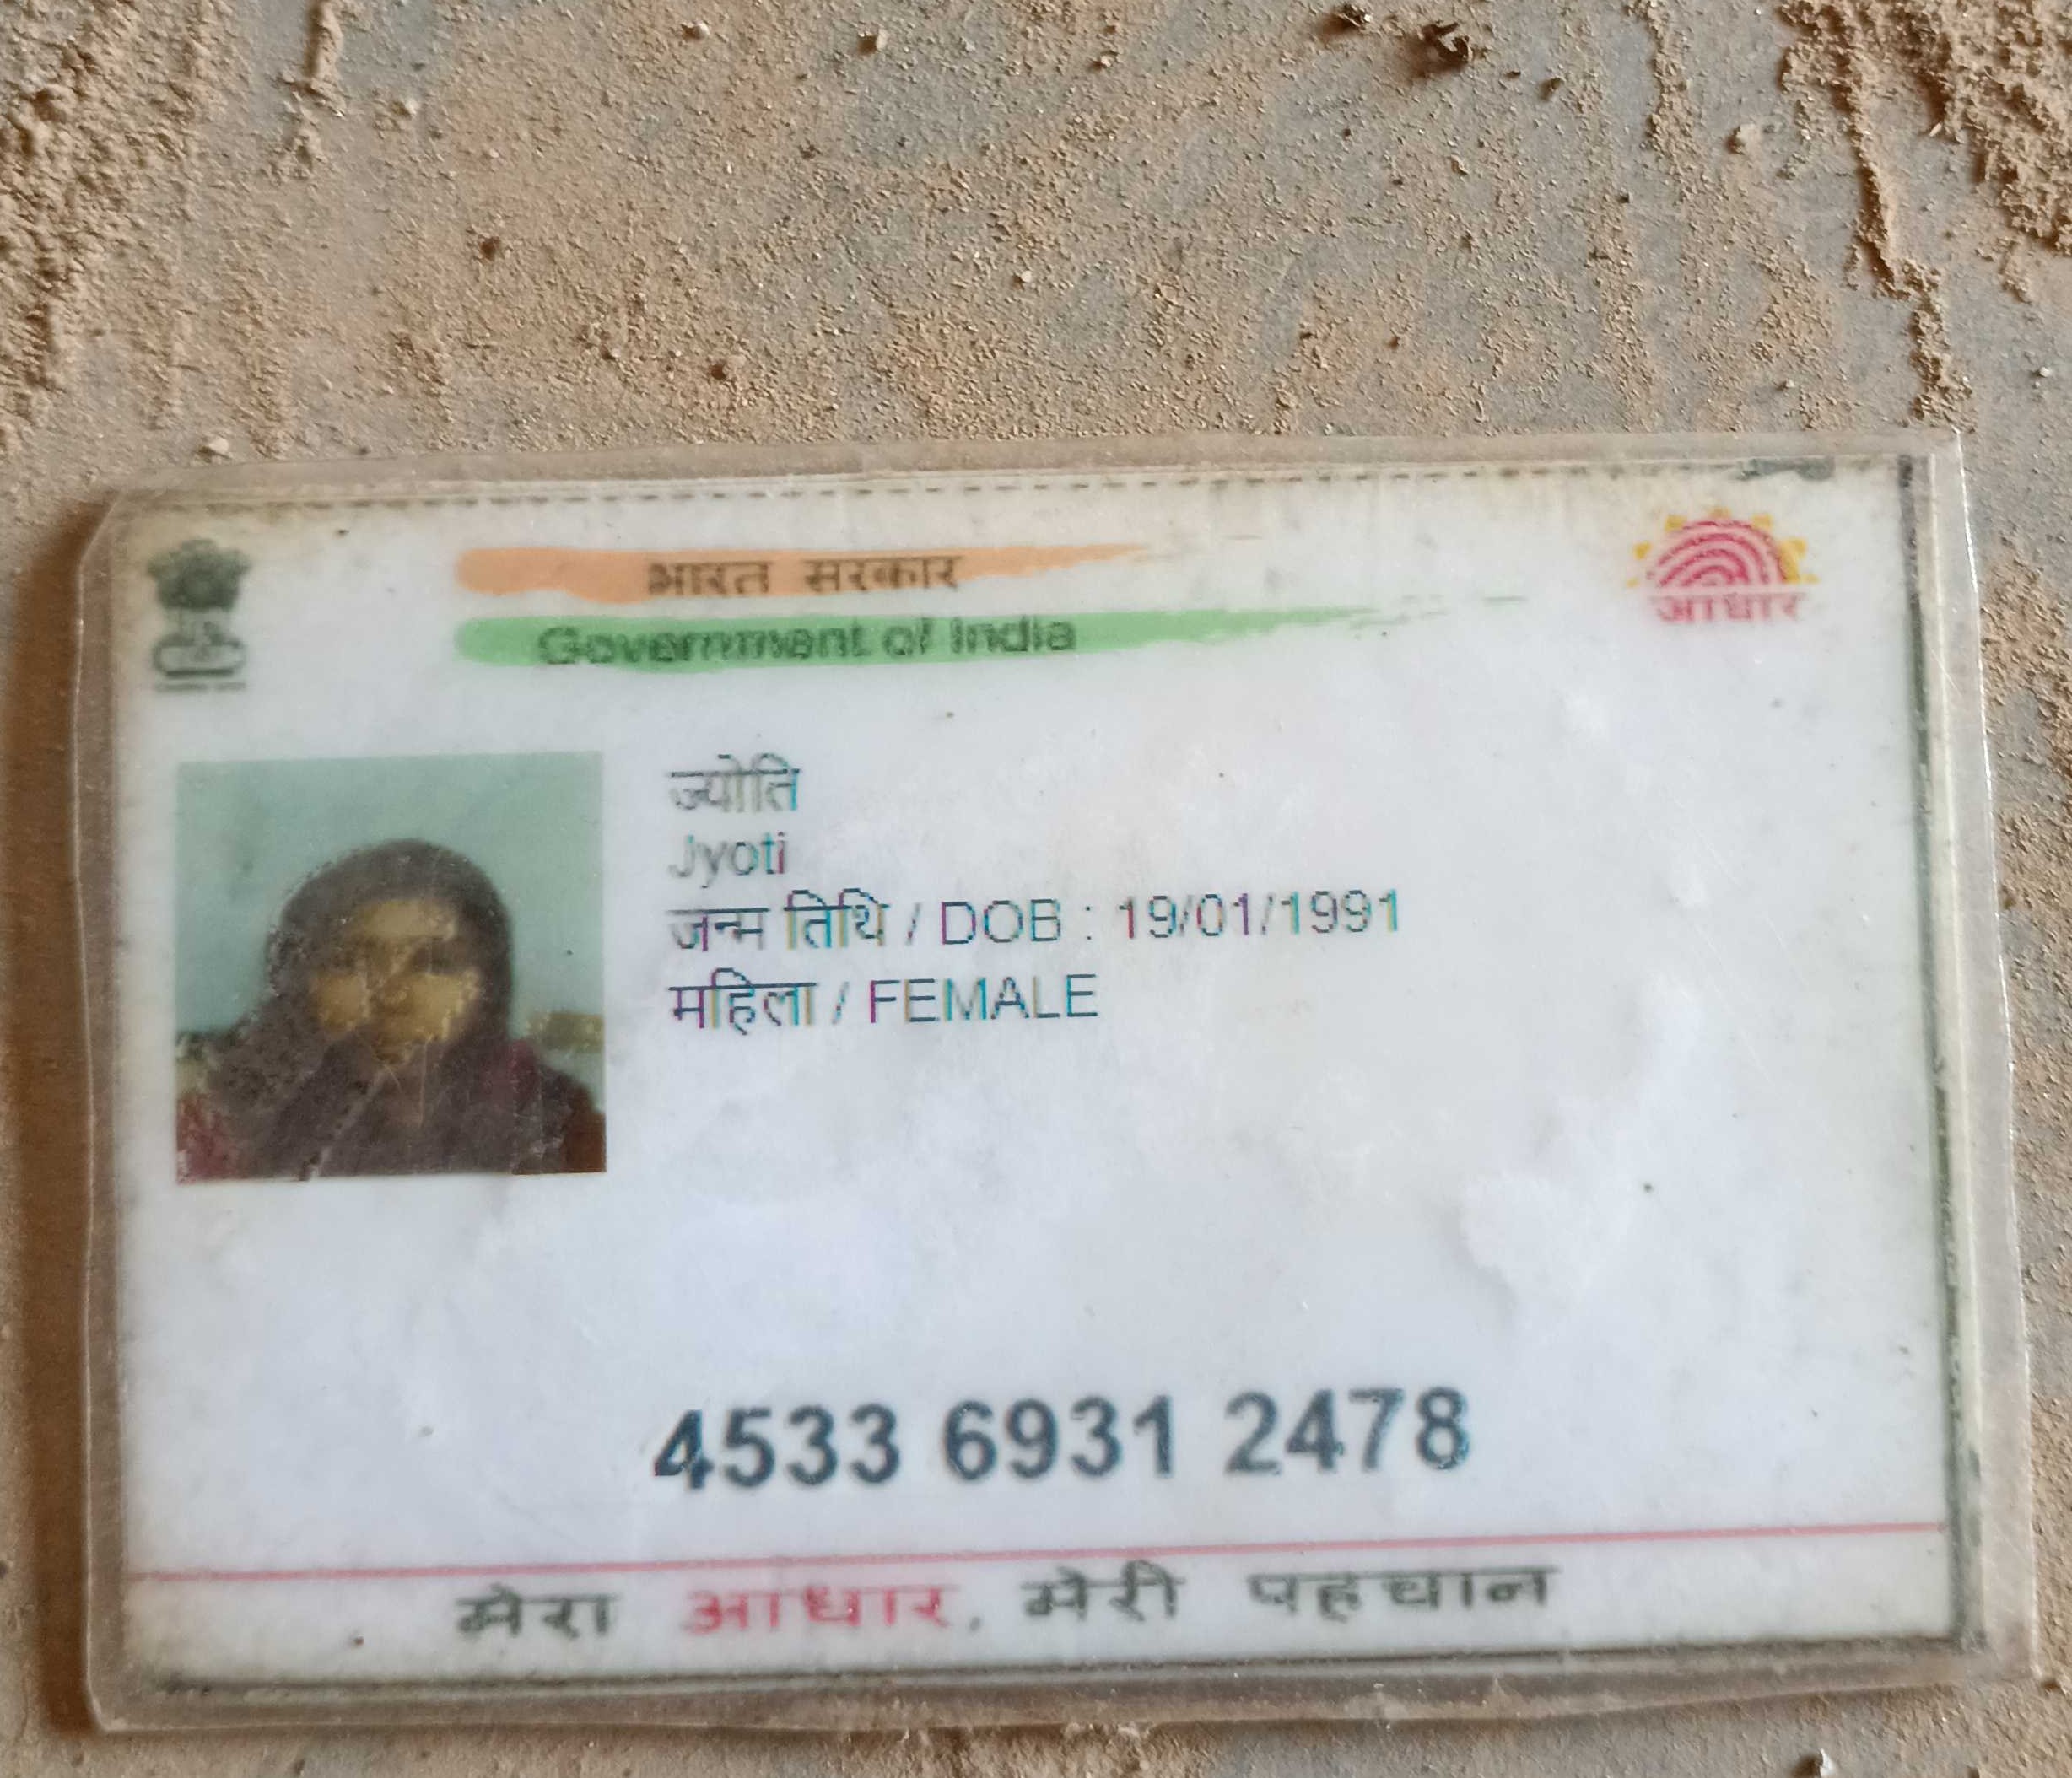 भारत सरकार
Government of India
आधार
ज्योति
Jyoti
जन्म तिथि / DOB : 19/01/1991
महिला / FEMALE
4533 6931 2478
मेरा आधार, मेरी पहचान